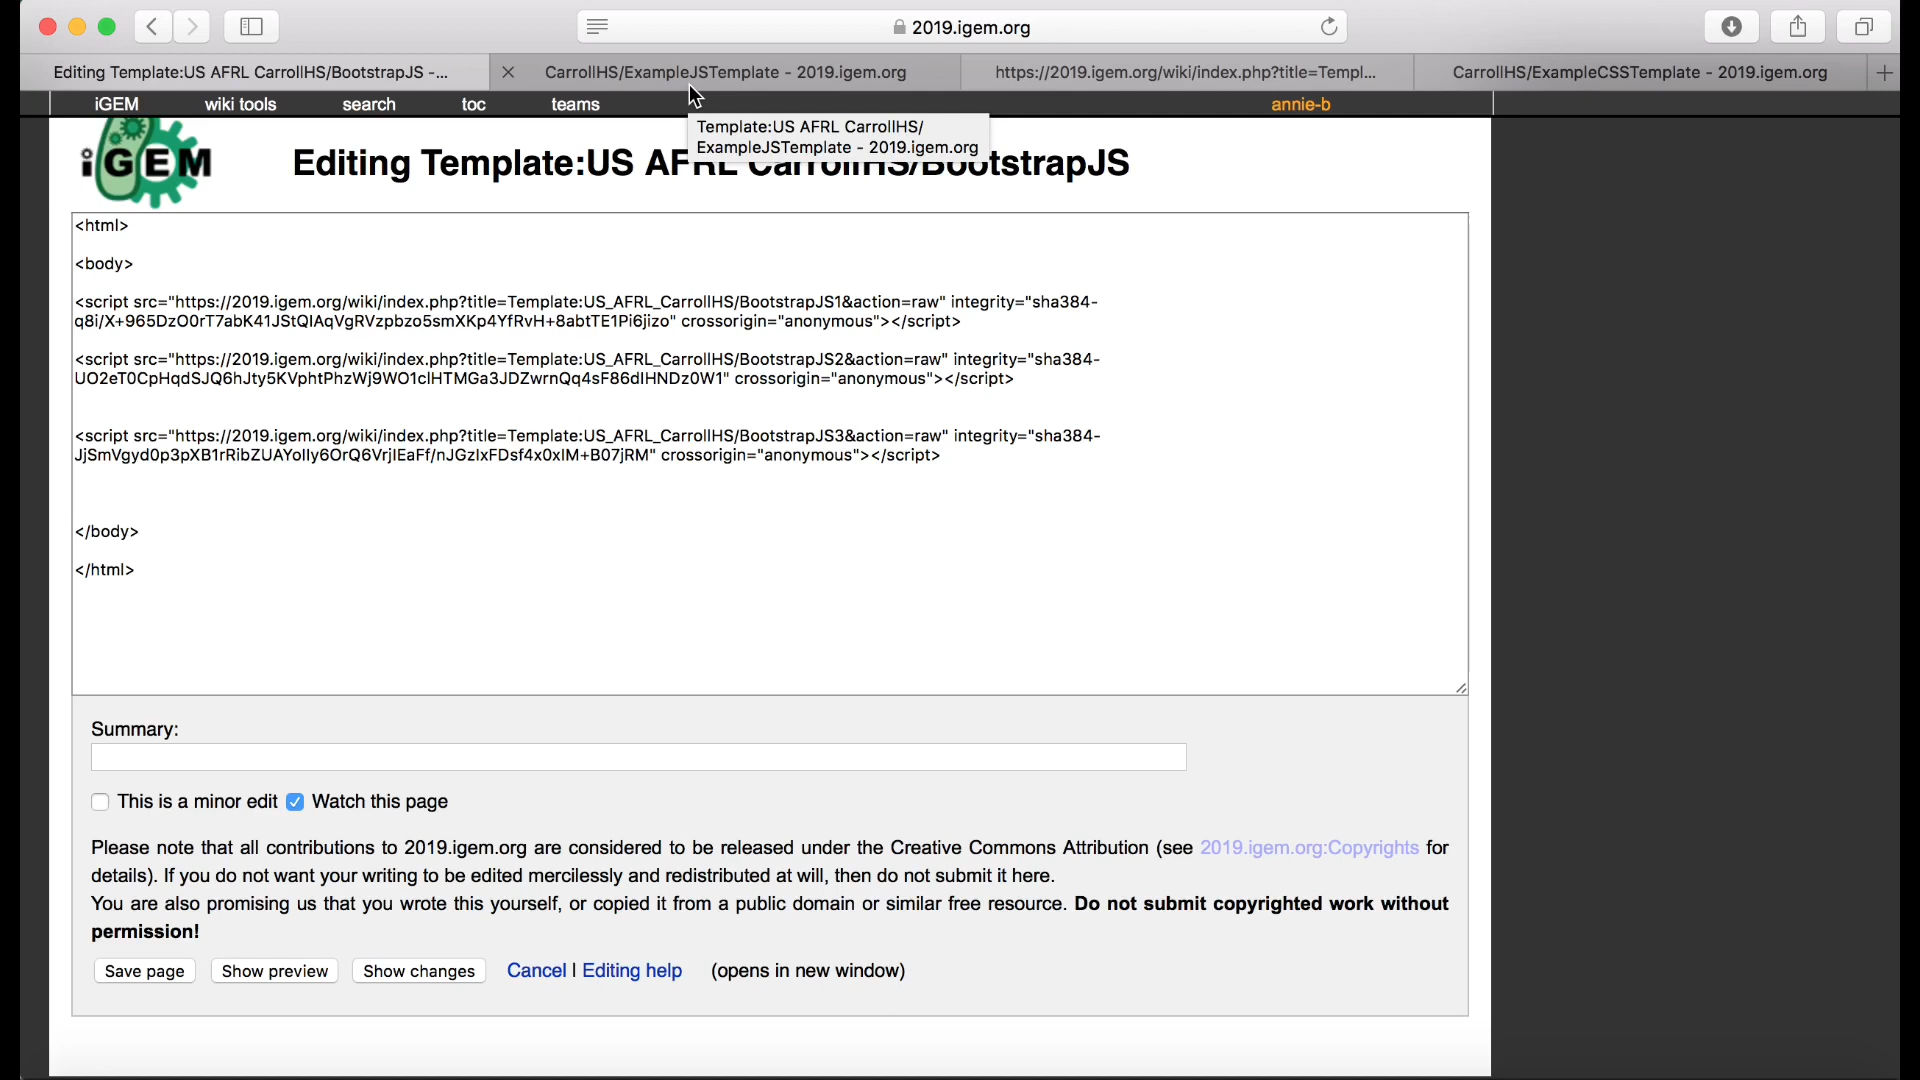 2019.igem.org
Editing Template:US AFRL CarrollHS/BootstrapJS -...
CarrollHS/ExampleJSTemplate - 2019.igem.org
https://2019.igem.org/wiki/index.php?title=Templ...
CarrollHS/ExampleCSSTemplate - 2019.igem.org
iGEM
wiki tools
search
toc
teams
annie-b
Template:US AFRL CarrollHS/
ExampleJSTemplate - 2019.igem.org
iGEM
Editing Template:US AFRL CarrollHS/BootstrapJS
<html>
<body>
<script src="https://2019.igem.org/wiki/index.php?title=Template:US_AFRL_CarrollHS/BootstrapJS1&action=raw" integrity="sha384-
q8i/X+965DzO0rT7abK41JStQIAqVgRVzpbzo5smXKp4YfRvH+8abtTE1Pi6jizo" crossorigin="anonymous"></script>
<script src="https://2019.igem.org/wiki/index.php?title=Template:US_AFRL_CarrollHS/BootstrapJS2&action=raw" integrity="sha384-
UO2eT0CpHqdSJQ6hJty5KVphtPhzWj9WO1clHTMGa3JDZwrnQq4sF86dIHNDz0W1" crossorigin="anonymous"></script>
<script src="https://2019.igem.org/wiki/index.php?title=Template:US_AFRL_CarrollHS/BootstrapJS3&action=raw" integrity="sha384-
JjSmVgyd0p3pXB1rRibZUAYoIIy6OrQ6VrjIEaFf/nJGzIxFDsf4x0xIM+B07jRM" crossorigin="anonymous"></script>
</body>
</html>
Summary:
This is a minor edit Watch this page
Please note that all contributions to 2019.igem.org are considered to be released under the Creative Commons Attribution (see 2019.igem.org:Copyrights for
details). If you do not want your writing to be edited mercilessly and redistributed at will, then do not submit it here.
You are also promising us that you wrote this yourself, or copied it from a public domain or similar free resource. Do not submit copyrighted work without
permission!
Save page
Show preview
Show changes
Cancel | Editing help (opens in new window)